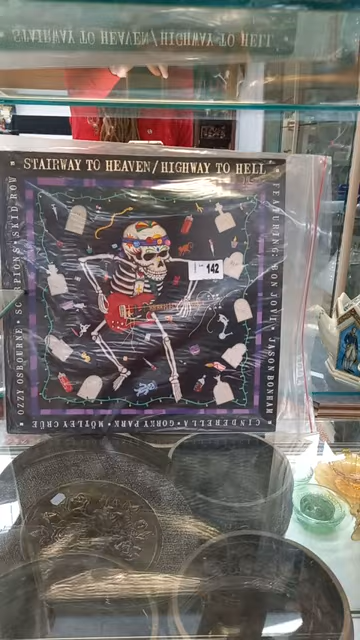 STAIRWAY TO HEAVEN/HIGHWAY TO HELL
STAIRWAY TO HEAVEN/HIGHWAY TO HELL
FEATURING: BON JOVI • JASON BONHAM
CINDERELLA • GORKY PARK • MÖTLEY CRÜE
OZZY OSBOURNE • SCORPIONS • SKID ROW
142